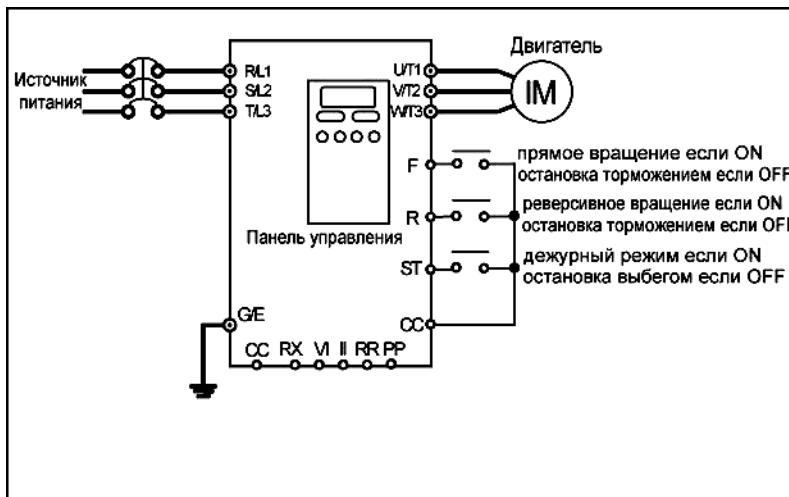 Двигатель
Источник
питания
R/L1
S/L2
T/L3
U/T1
V/T2
W/T3
IM
F
прямое вращение если ON
остановка торможением если OFF
R
реверсивное вращение если ON
остановка торможением если OFF
Панель управления
ST
дежурный режим если ON
остановка выбегом если OFF
G/E
CC
CC RX VI II RR PP